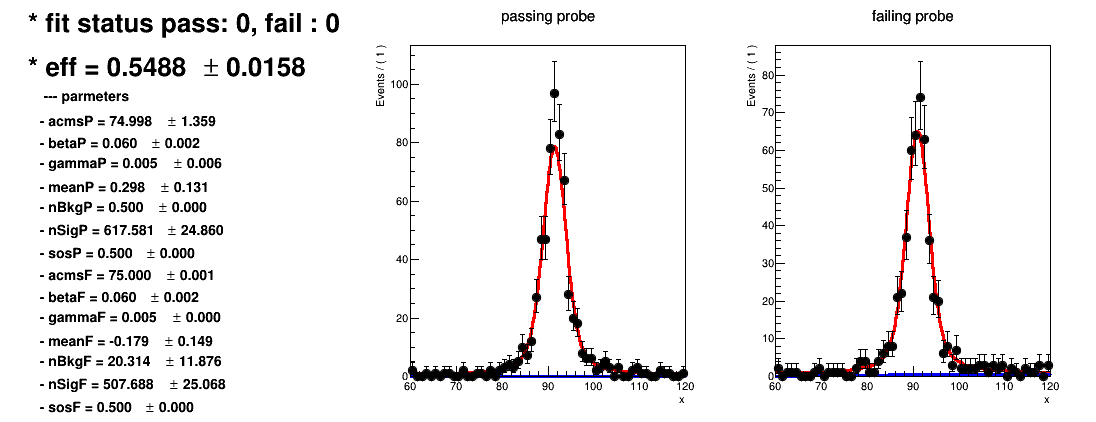 * fit status pass: 0, fail : 0
* eff = 0.5488 ± 0.0158
--- parmeters
- acmsP = 74.998 ± 1.359
- betaP = 0.060 ± 0.002
- gammaP = 0.005 ± 0.006
- meanP = 0.298 ± 0.131
- nBkgP = 0.500 ± 0.000
- nSigP = 617.581 ± 24.860
- sosP = 0.500 ± 0.000
- acmsF = 75.000 ± 0.001
- betaF = 0.060 ± 0.002
- gammaF = 0.005 ± 0.000
- meanF = -0.179 ± 0.149
- nBkgF = 20.314 ± 11.876
- nSigF = 507.688 ± 25.068
- sosF = 0.500 ± 0.000
passing probe
Events / ( 1 )
100
80
60
40
20
0
60 70 80 90 100 110 120
x
failing probe
Events / ( 1 )
80
70
60
50
40
30
20
10
0
60 70 80 90 100 110 120
x